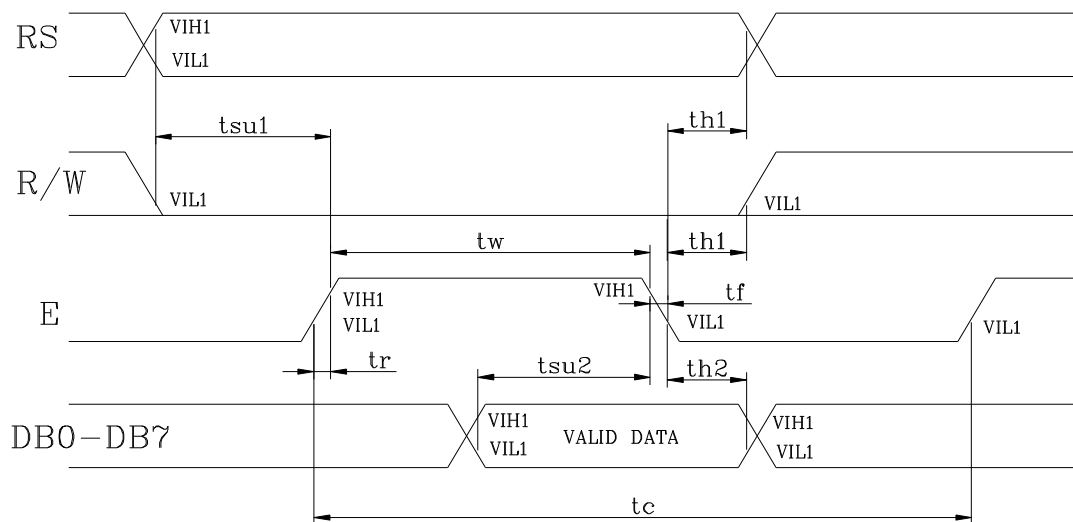 RS
VIH1
VIL1
tsu1
th1
R/W
VIL1
VIL1
tw
th1
E
VIH1
VIL1
VIH1
tf
VIL1
VIL1
tr
tsu2
th2
DB0-DB7
VIH1
VIL1
VALID DATA
VIH1
VIL1
tc